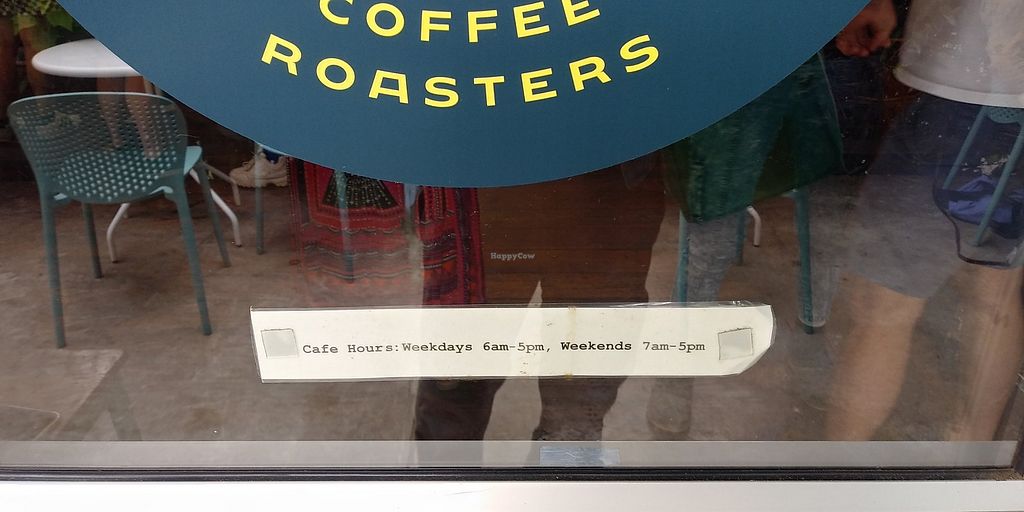 COFFEE
ROASTERS
HappyCow
Cafe Hours:Weekdays 6am-5pm, Weekends 7am-5pm